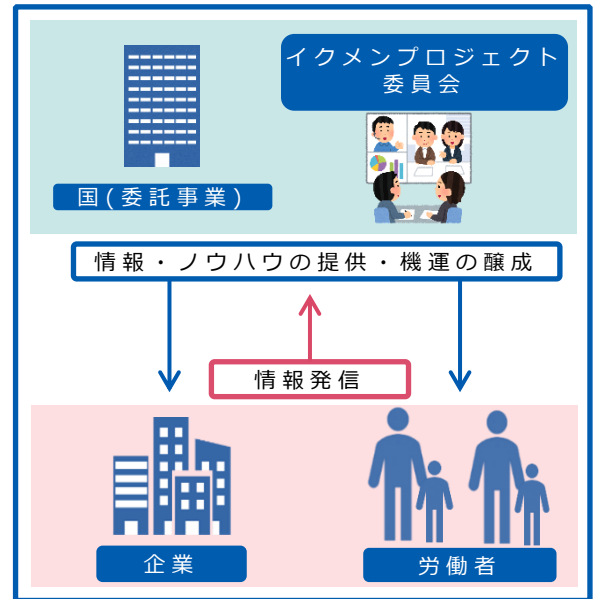 イクメンプロジェクト
委員会
国(委託事業)
情報・ノウハウの提供・機運の醸成
情報発信
企業
労働者